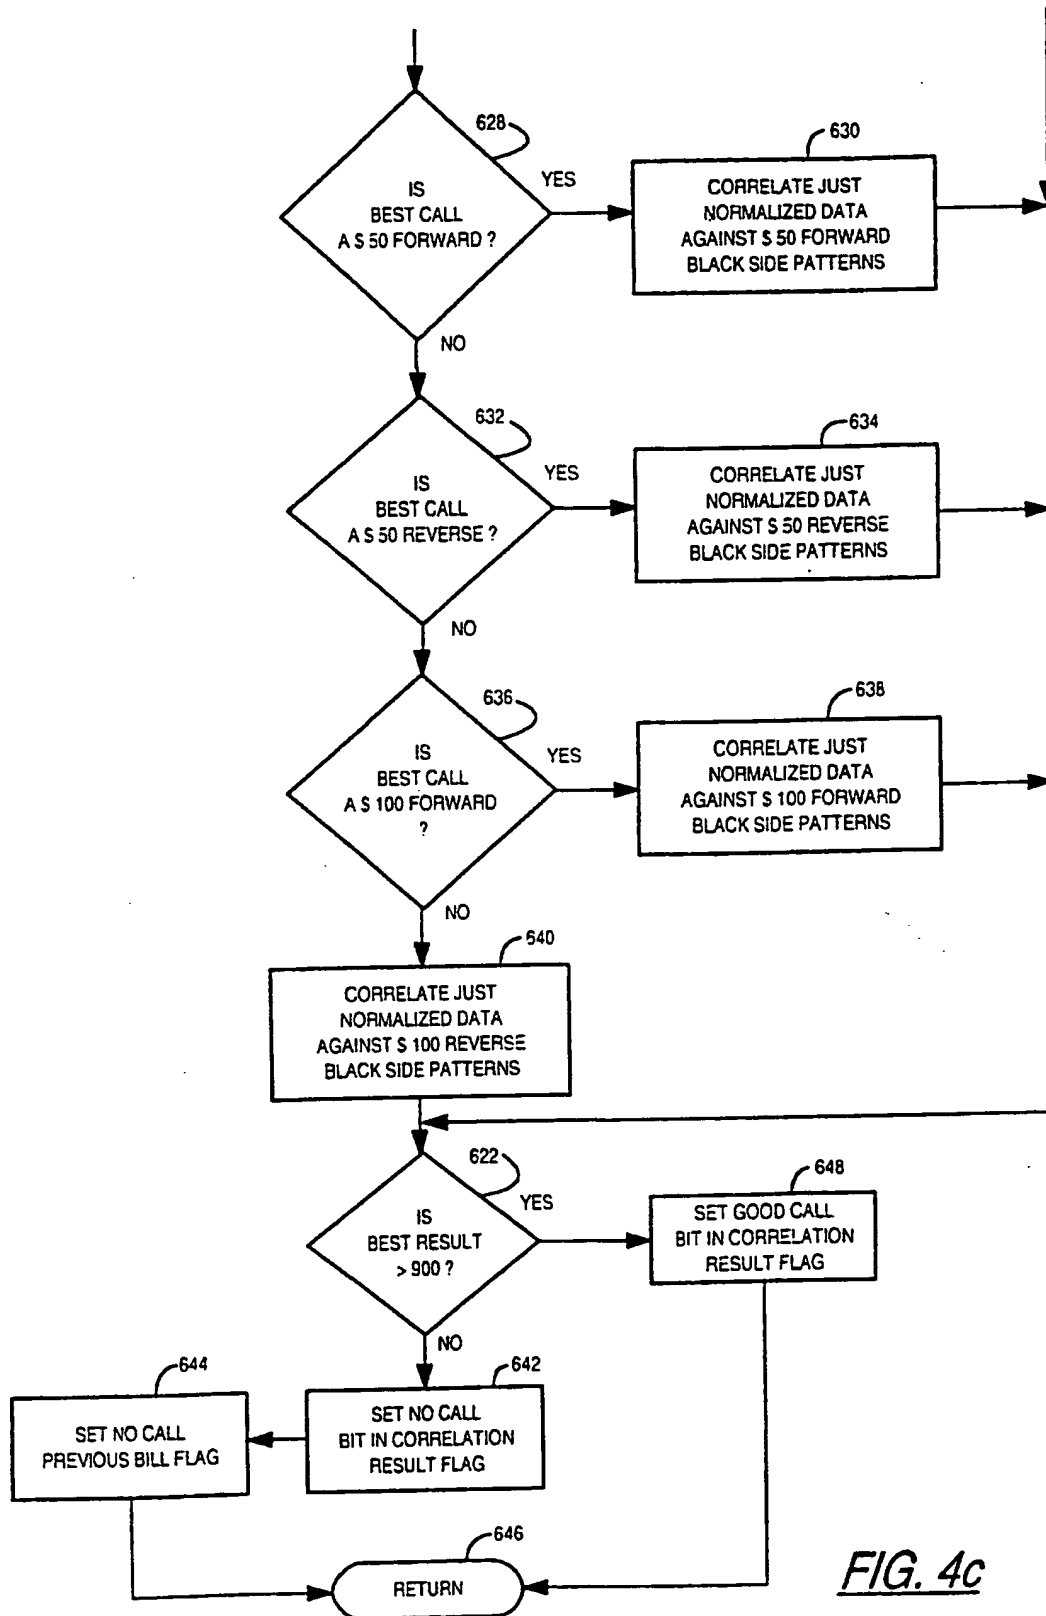 628
IS
BEST CALL
A $ 50 FORWARD ?
YES
630
CORRELATE JUST
NORMALIZED DATA
AGAINST $ 50 FORWARD
BLACK SIDE PATTERNS
NO
632
IS
BEST CALL
A $ 50 REVERSE ?
YES
634
CORRELATE JUST
NORMALIZED DATA
AGAINST $ 50 REVERSE
BLACK SIDE PATTERNS
NO
636
IS
BEST CALL
A $ 100 FORWARD
?
YES
638
CORRELATE JUST
NORMALIZED DATA
AGAINST $ 100 FORWARD
BLACK SIDE PATTERNS
NO
640
CORRELATE JUST
NORMALIZED DATA
AGAINST $ 100 REVERSE
BLACK SIDE PATTERNS
622
IS
BEST RESULT
> 900 ?
YES
648
SET GOOD CALL
BIT IN CORRELATION
RESULT FLAG
NO
642
SET NO CALL
BIT IN CORRELATION
RESULT FLAG
644
SET NO CALL
PREVIOUS BILL FLAG
646
RETURN
FIG. 4c